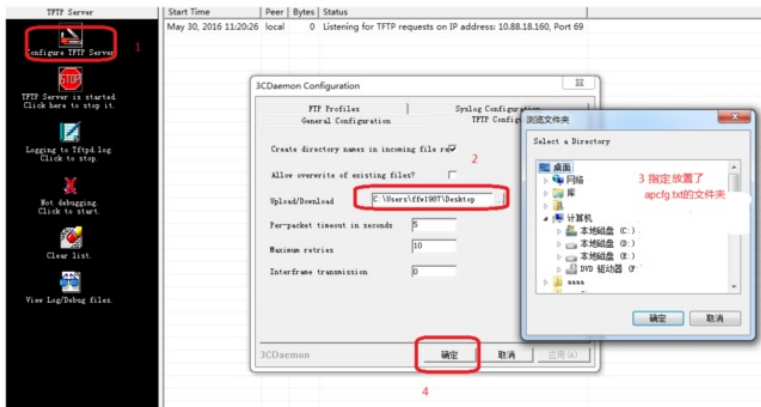 TFTP Server
Start Time Peer Bytes Status
May 30, 2016 11:20:26 local 0 Listening for TFTP requests on IP address: 10.88.18.160, Port 69
Configure TFTP Server
1
TFTP Server is started.
Click here to stop it.
Logging to Tftpd.log.
Click to stop.
Not debugging.
Click to start.
Clear list.
View Log/Debug files.
3CDaemon Configuration
FTP Profiles
General Configuration
TFTP
Create directory names in incoming file
2
Allow overwrite of existing files?
Upload/Download C:\Users\ffw1987\Desktop
Per-packet timeout in seconds 5
Maximum retries 10
Interframe transmission 0
3CDaemon
确定 取消 应用(A)
4
浏览文件夹
Select a Directory
桌面
网络
库
计算机
本地磁盘 (C:)
本地磁盘 (D:)
本地磁盘 (E:)
DVD 驱动器
aaaa
3 指定放置了
apcfg.txt的文件夹
确定 取消